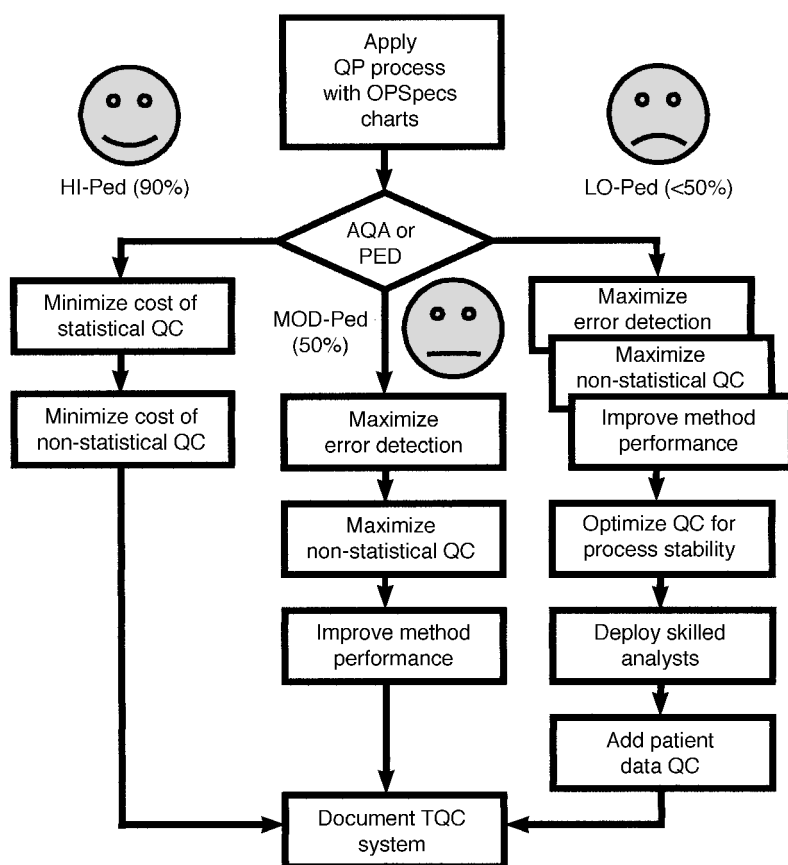 Apply
QP process
with OPSpecs
charts
HI-Ped (90%)
LO-Ped (<50%)
AQA or
PED
Minimize cost of
statistical QC
Minimize cost of
non-statistical QC
MOD-Ped
(50%)
Maximize
error detection
Maximize
non-statistical QC
Improve method
performance
Maximize
error detection
Maximize
non-statistical QC
Improve method
performance
Optimize QC for
process stability
Deploy skilled
analysts
Add patient
data QC
Document TQC
system